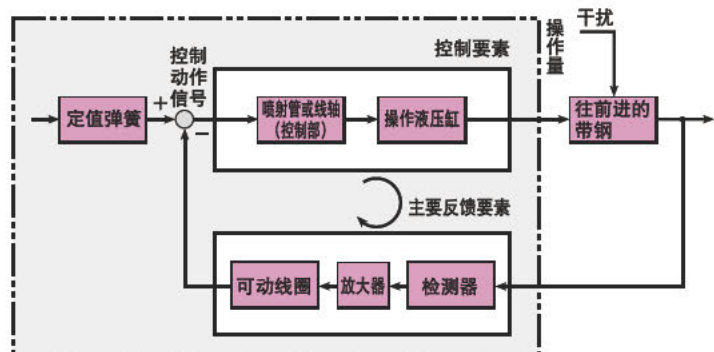 干扰
操作量
控制要素
控制
动作
信号
+
−
定值弹簧
喷射管或线轴
（控制部）
操作液压缸
往前进的
带钢
主要反馈要素
可动线圈
放大器
检测器